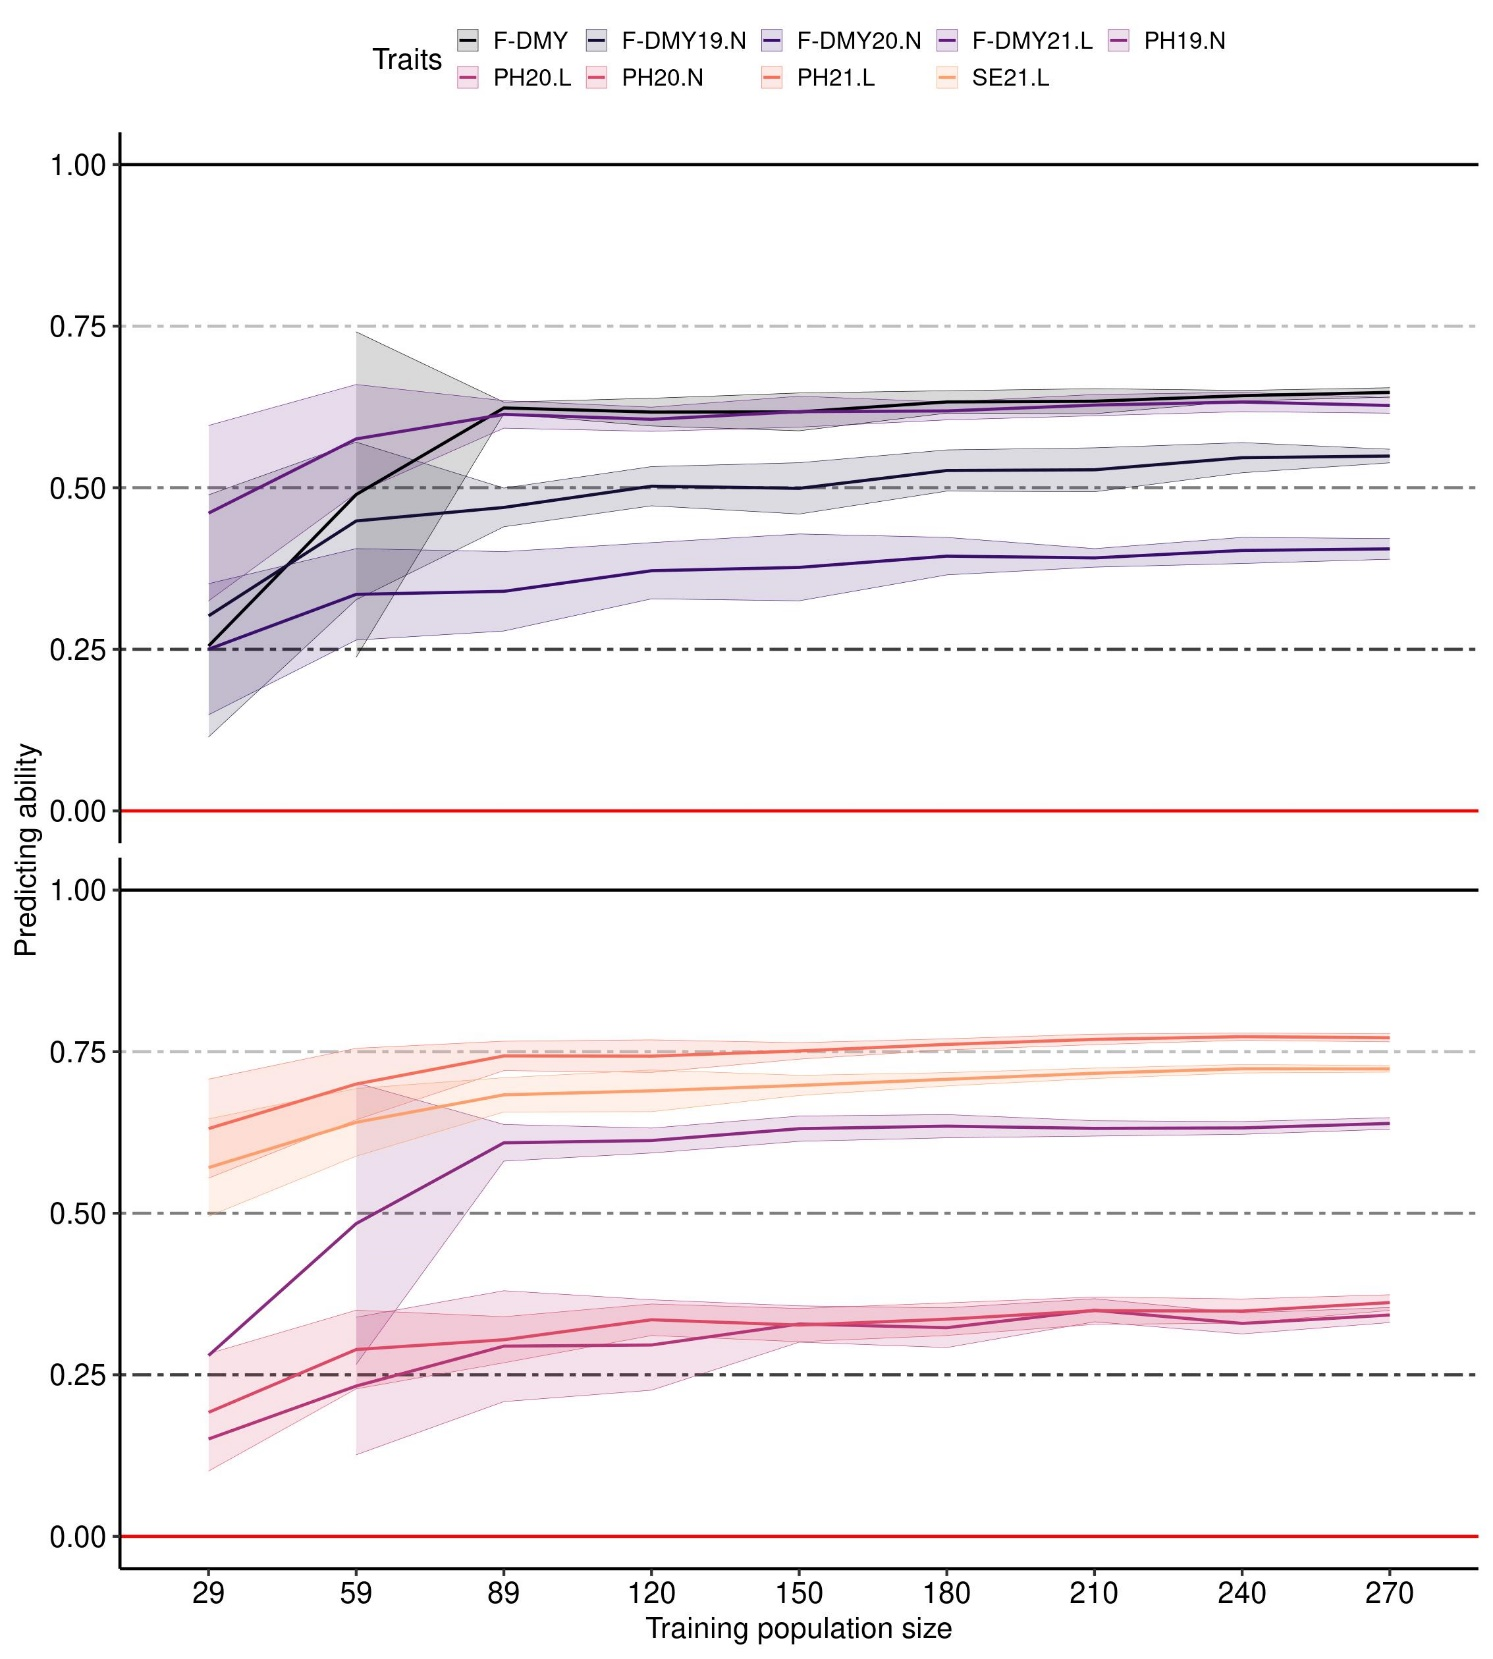 Traits F-DMY F-DMY19.N F-DMY20.N F-DMY21.L PH19.N
PH20.L PH20.N PH21.L SE21.L
Predicting ability
1.00
0.75
0.50
0.25
0.00
1.00
0.75
0.50
0.25
0.00
29 59 89 120 150 180 210 240 270
Training population size